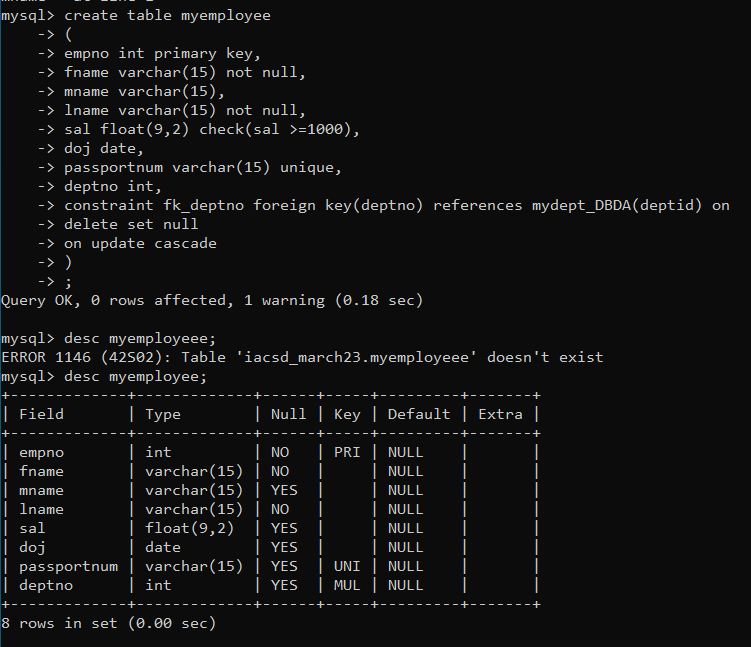 mysql> create table myemployee
    -> (
    -> empno int primary key,
    -> fname varchar(15) not null,
    -> mname varchar(15),
    -> lname varchar(15) not null,
    -> sal float(9,2) check(sal >=1000),
    -> doj date,
    -> passportnum varchar(15) unique,
    -> deptno int,
    -> constraint fk_deptno foreign key(deptno) references mydept_DBDA(deptid) on
    -> delete set null
    -> on update cascade
    -> )
    -> ;
Query OK, 0 rows affected, 1 warning (0.18 sec)

mysql> desc myemployeee;
ERROR 1146 (42S02): Table 'iacsd_march23.myemployeee' doesn't exist
mysql> desc myemployee;
+-------------+-------------+------+-----+---------+-------+
| Field       | Type        | Null | Key | Default | Extra |
+-------------+-------------+------+-----+---------+-------+
| empno       | int         | NO   | PRI | NULL    |       |
| fname       | varchar(15) | NO   |     | NULL    |       |
| mname       | varchar(15) | YES  |     | NULL    |       |
| lname       | varchar(15) | NO   |     | NULL    |       |
| sal         | float(9,2)  | YES  |     | NULL    |       |
| doj         | date        | YES  |     | NULL    |       |
| passportnum | varchar(15) | YES  | UNI | NULL    |       |
| deptno      | int         | YES  | MUL | NULL    |       |
+-------------+-------------+------+-----+---------+-------+
8 rows in set (0.00 sec)